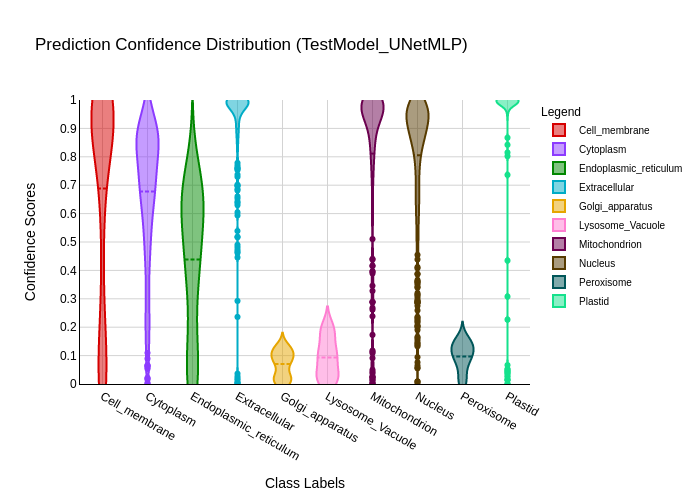 Prediction Confidence Distribution (TestModel_UNetMLP)
Legend
Cell_membrane
Cytoplasm
Endoplasmic_reticulum
Extracellular
Golgi_apparatus
Lysosome_Vacuole
Mitochondrion
Nucleus
Peroxisome
Plastid
Confidence Scores
1
0.9
0.8
0.7
0.6
0.5
0.4
0.3
0.2
0.1
0
Cell_membrane
Cytoplasm
Endoplasmic_reticulum
Extracellular
Golgi_apparatus
Lysosome_Vacuole
Mitochondrion
Nucleus
Peroxisome
Plastid
Class Labels